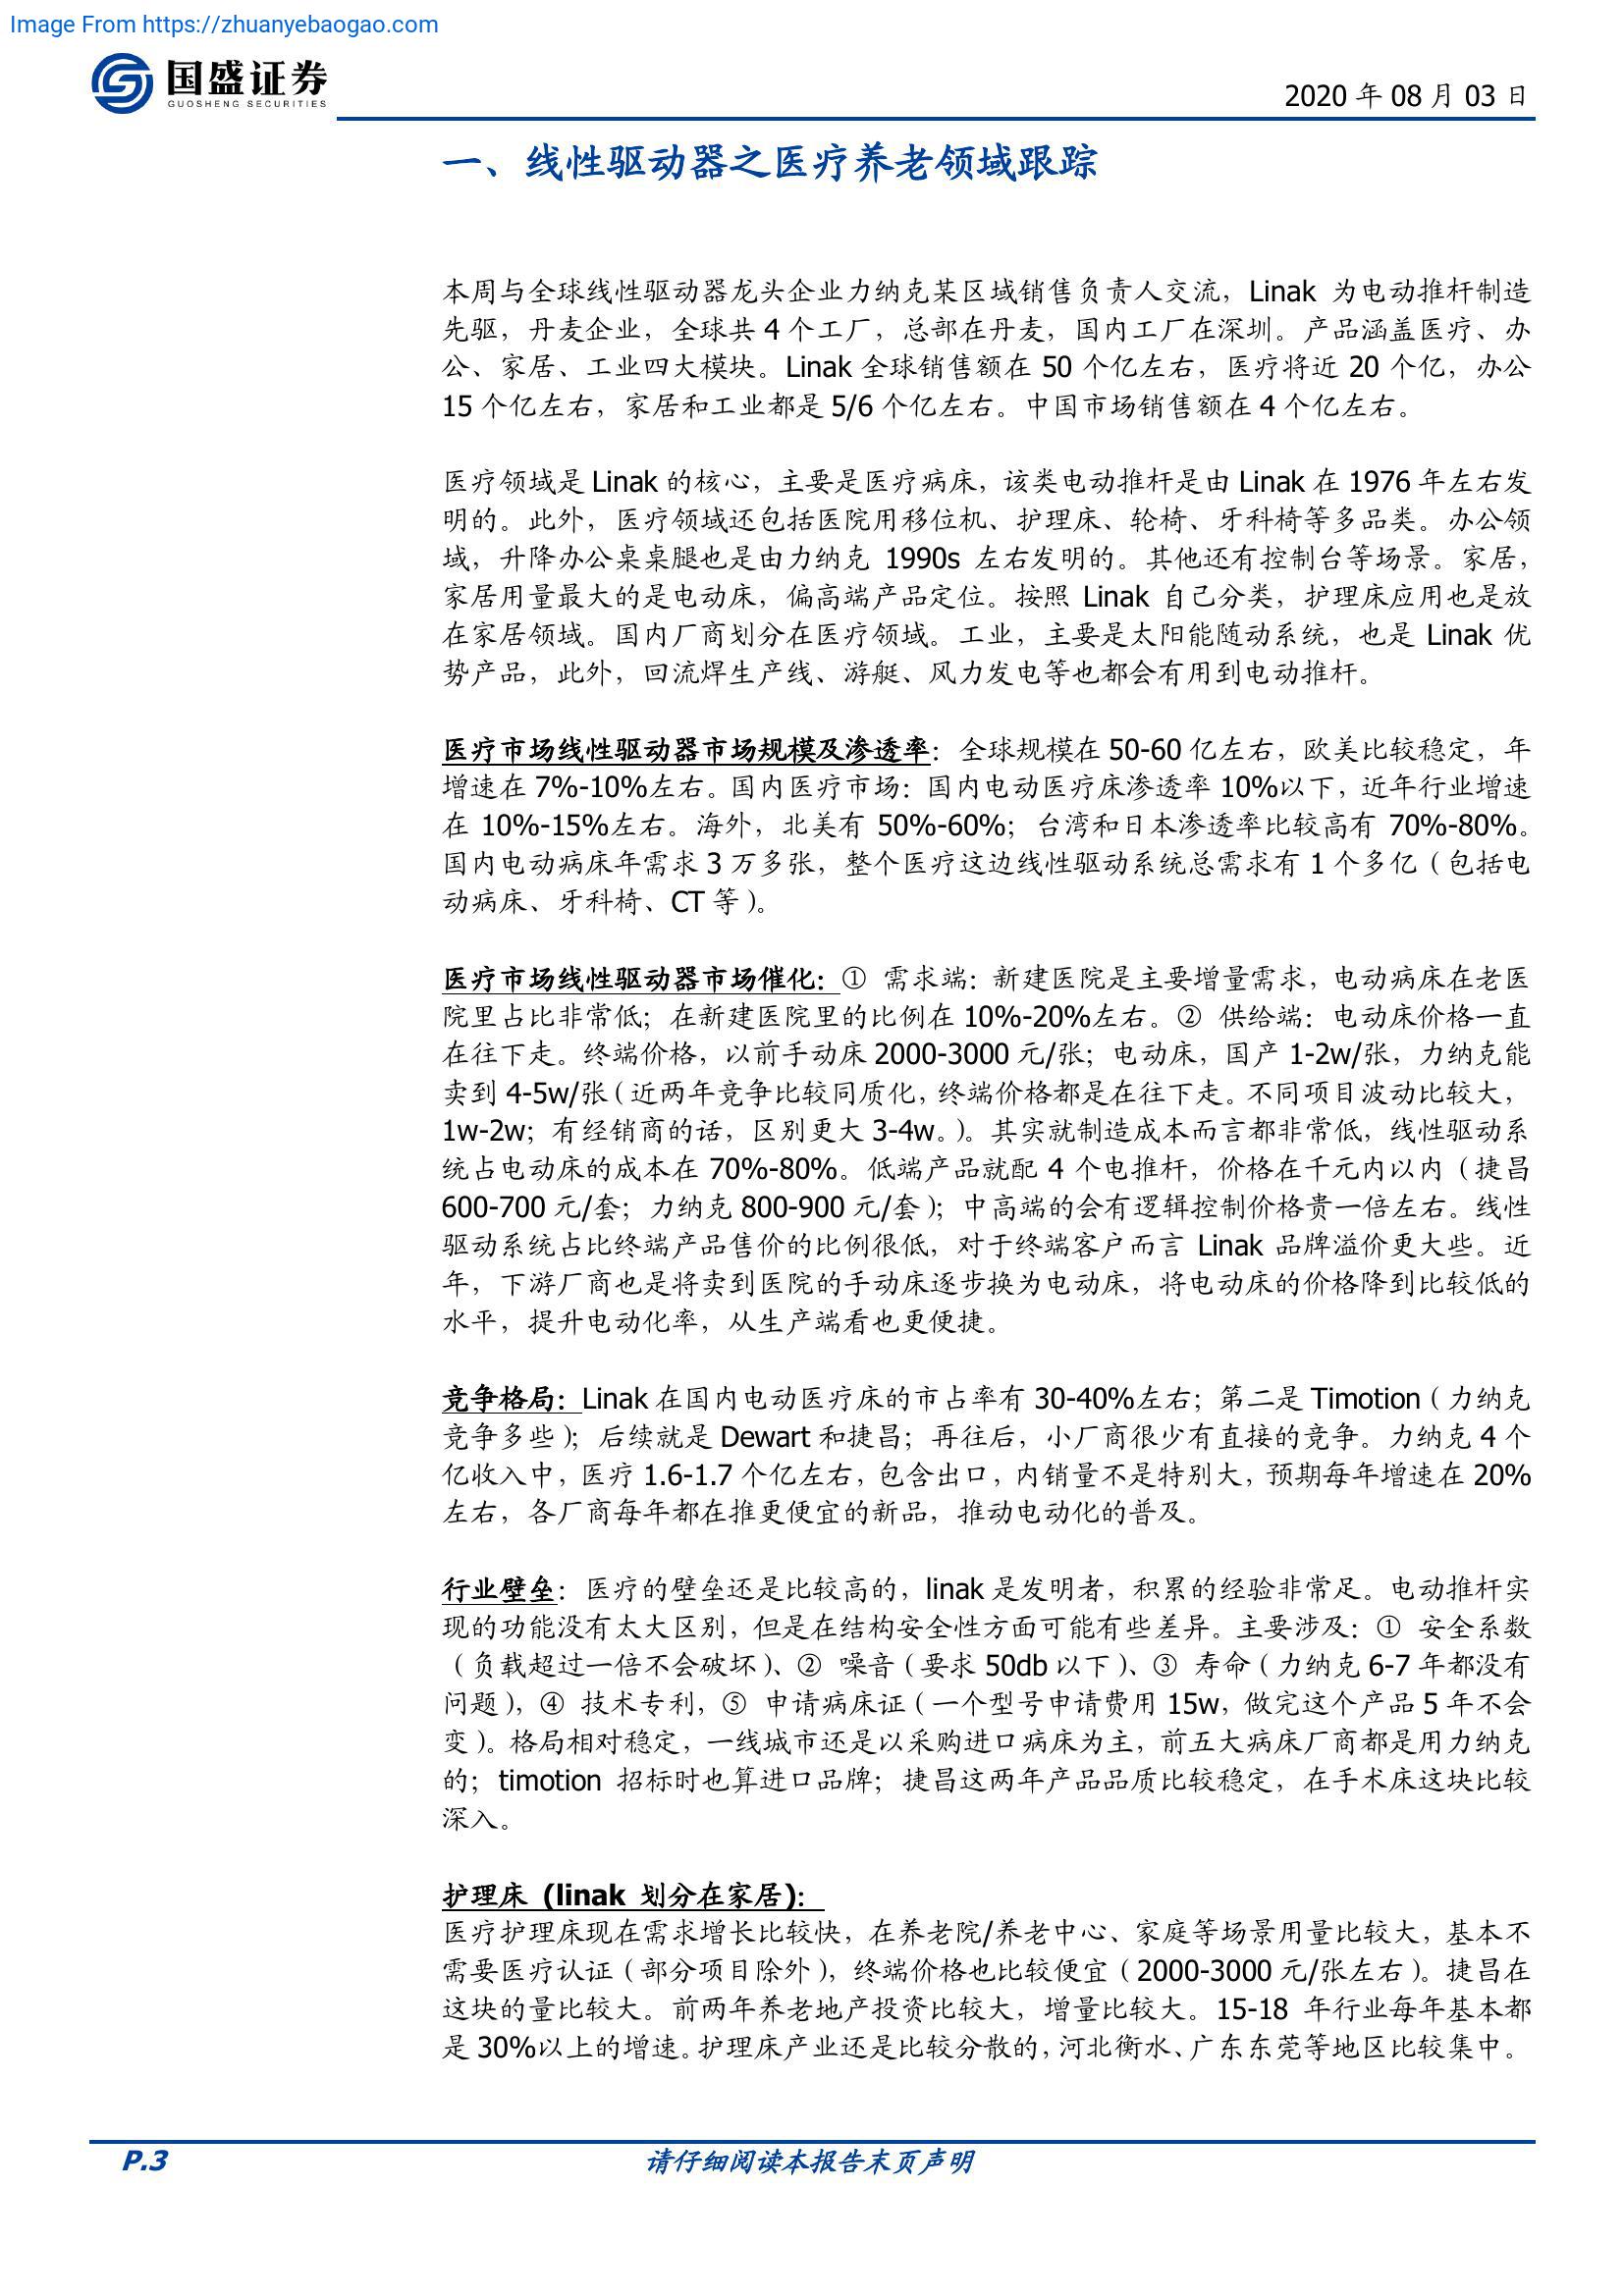 Image From https://zhuanyebaogao.com
国盛证券
GUOSHENG SECURITIES
2020 年 08 月 03 日
一、线性驱动器之医疗养老领域跟踪
本周与全球线性驱动器龙头企业力纳克某区域销售负责人交流，Linak 为电动推杆制造
先驱，丹麦企业，全球共 4 个工厂，总部在丹麦，国内工厂在深圳。产品涵盖医疗、办
公、家居、工业四大模块。Linak 全球销售额在 50 个亿左右，医疗将近 20 个亿，办公
15 个亿左右，家居和工业都是 5/6 个亿左右。中国市场销售额在 4 个亿左右。
医疗领域是 Linak 的核心，主要是医疗病床，该类电动推杆是由 Linak 在 1976 年左右发
明的。此外，医疗领域还包括医院用移位机、护理床、轮椅、牙科椅等多品类。办公领
域，升降办公桌桌腿也是由力纳克 1990s 左右发明的。其他还有控制台等场景。家居，
家居用量最大的是电动床，偏高端产品定位。按照 Linak 自己分类，护理床应用也是放
在家居领域。国内厂商划分在医疗领域。工业，主要是太阳能随动系统，也是 Linak 优
势产品，此外，回流焊生产线、游艇、风力发电等也都会有用到电动推杆。
医疗市场线性驱动器市场规模及渗透率：全球规模在 50-60 亿左右，欧美比较稳定，年
增速在 7%-10%左右。国内医疗市场：国内电动医疗床渗透率 10%以下，近年行业增速
在 10%-15%左右。海外，北美有 50%-60%；台湾和日本渗透率比较高有 70%-80%。
国内电动病床年需求 3 万多张，整个医疗这边线性驱动系统总需求有 1 个多亿（包括电
动病床、牙科椅、CT 等）。
医疗市场线性驱动器市场催化：① 需求端：新建医院是主要增量需求，电动病床在老医
院里占比非常低；在新建医院里的比例在 10%-20%左右。② 供给端：电动床价格一直
在往下走。终端价格，以前手动床 2000-3000 元/张；电动床，国产 1-2w/张，力纳克能
卖到 4-5w/张（近两年竞争比较同质化，终端价格都是在往下走。不同项目波动比较大，
1w-2w；有经销商的话，区别更大 3-4w。）。其实就制造成本而言都非常低，线性驱动系
统占电动床的成本在 70%-80%。低端产品就配 4 个电推杆，价格在千元内以内（捷昌
600-700 元/套；力纳克 800-900 元/套）；中高端的会有逻辑控制价格贵一倍左右。线性
驱动系统占比终端产品售价的比例很低，对于终端客户而言 Linak 品牌溢价更大些。近
年，下游厂商也是将卖到医院的手动床逐步换为电动床，将电动床的价格降到比较低的
水平，提升电动化率，从生产端看也更便捷。
竞争格局：Linak 在国内电动医疗床的市占率有 30-40%左右；第二是 Timotion（力纳克
竞争多些）；后续就是 Dewart 和捷昌；再往后，小厂商很少有直接的竞争。力纳克 4 个
亿收入中，医疗 1.6-1.7 个亿左右，包含出口，内销量不是特别大，预期每年增速在 20%
左右，各厂商每年都在推更便宜的新品，推动电动化的普及。
行业壁垒：医疗的壁垒还是比较高的，linak 是发明者，积累的经验非常足。电动推杆实
现的功能没有太大区别，但是在结构安全性方面可能有些差异。主要涉及：① 安全系数
（负载超过一倍不会破坏）、② 噪音（要求 50db 以下）、③ 寿命（力纳克 6-7 年都没有
问题），④ 技术专利，⑤ 申请病床证（一个型号申请费用 15w，做完这个产品 5 年不会
变）。格局相对稳定，一线城市还是以采购进口病床为主，前五大病床厂商都是用力纳克
的；timotion 招标时也算进口品牌；捷昌这两年产品品质比较稳定，在手术床这块比较
深入。
护理床 (linak 划分在家居)：
医疗护理床现在需求增长比较快，在养老院/养老中心、家庭等场景用量比较大，基本不
需要医疗认证（部分项目除外），终端价格也比较便宜（2000-3000 元/张左右）。捷昌在
这块的量比较大。前两年养老地产投资比较大，增量比较大。15-18 年行业每年基本都
是 30%以上的增速。护理床产业还是比较分散的，河北衡水、广东东莞等地区比较集中。
P.3
请仔细阅读本报告末页声明